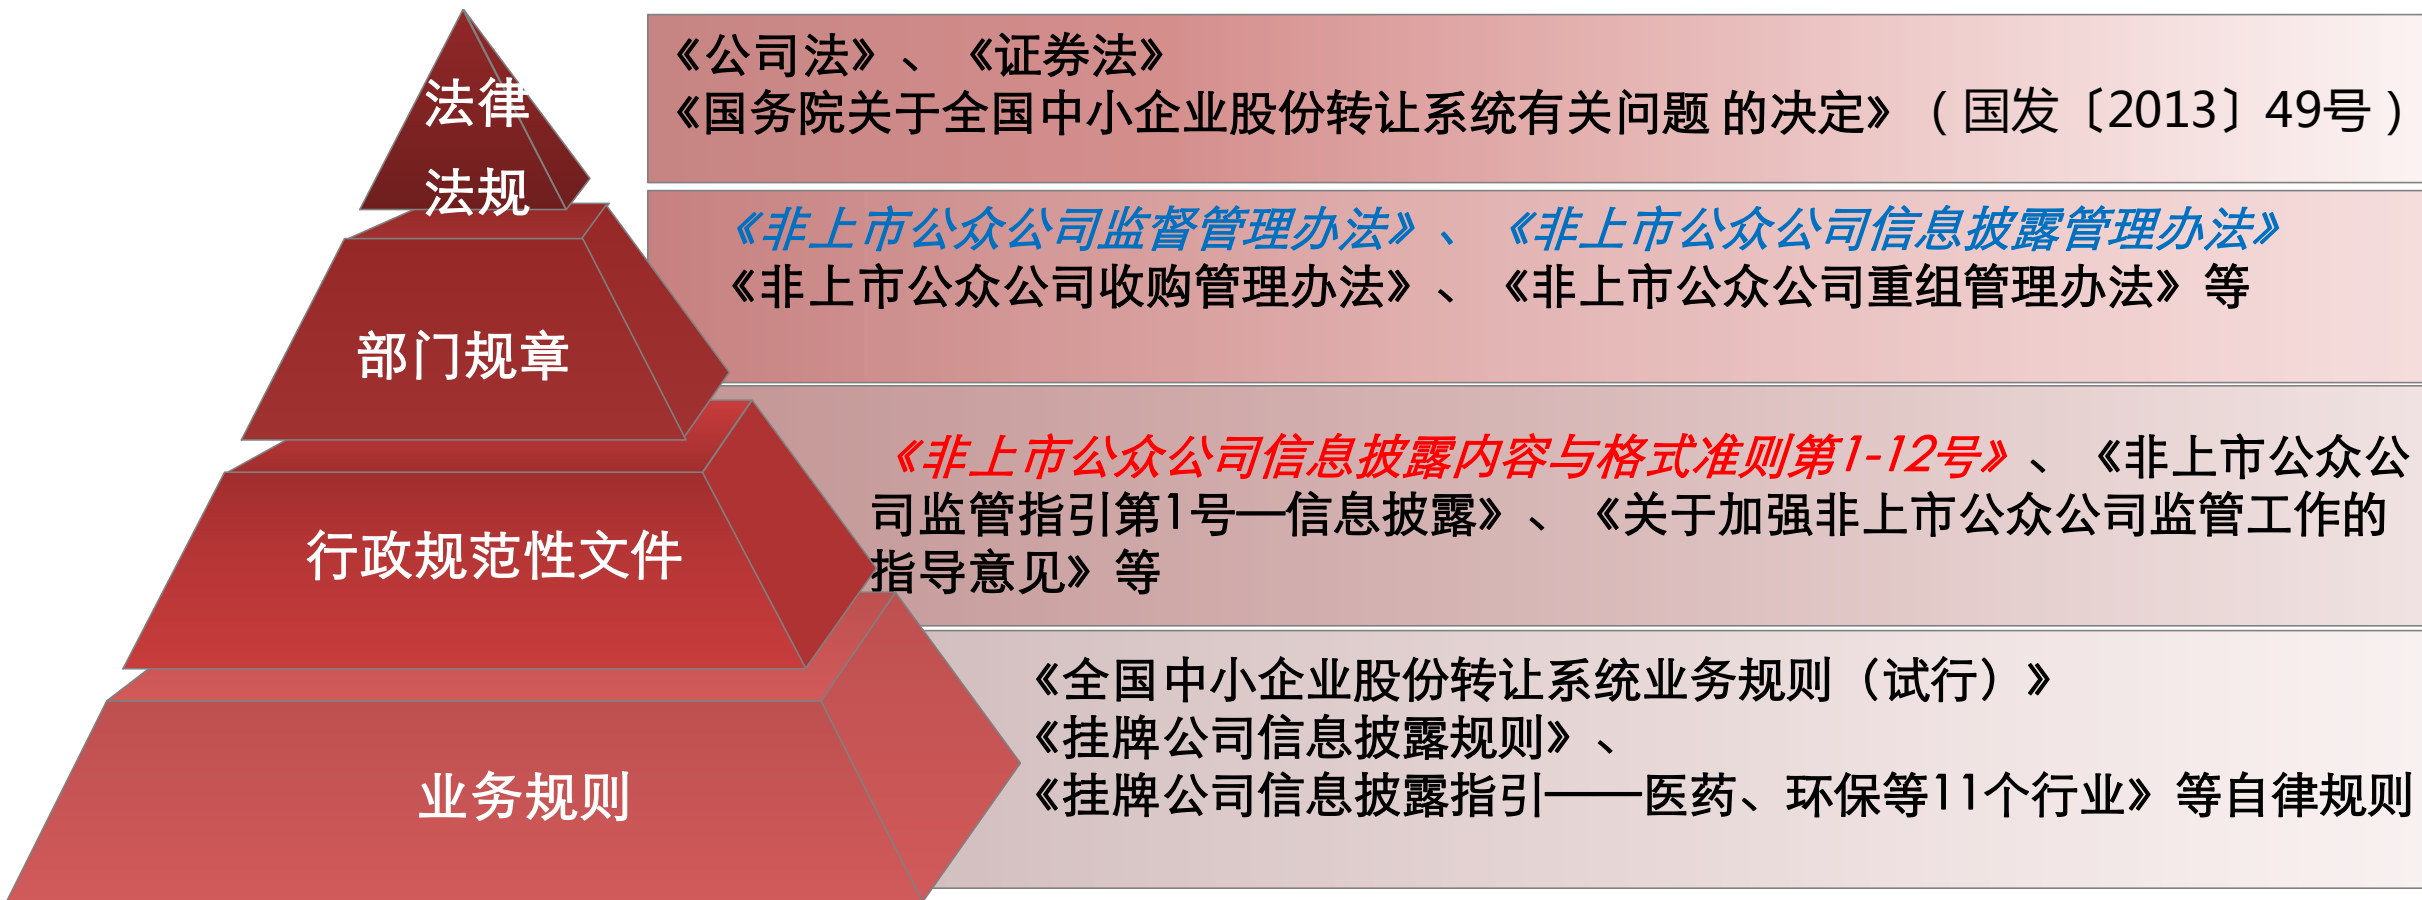 法律
法规
《公司法》、《证券法》
《国务院关于全国中小企业股份转让系统有关问题 的决定》（国发〔2013〕49号）
部门规章
《非上市公众公司监督管理办法》、《非上市公众公司信息披露管理办法》
《非上市公众公司收购管理办法》、《非上市公众公司重组管理办法》等
行政规范性文件
《非上市公众公司信息披露内容与格式准则第1-12号》、《非上市公众公
司监管指引第1号—信息披露》、《关于加强非上市公众公司监管工作的
指导意见》等
业务规则
《全国中小企业股份转让系统业务规则（试行）》
《挂牌公司信息披露规则》、
《挂牌公司信息披露指引——医药、环保等11个行业》等自律规则